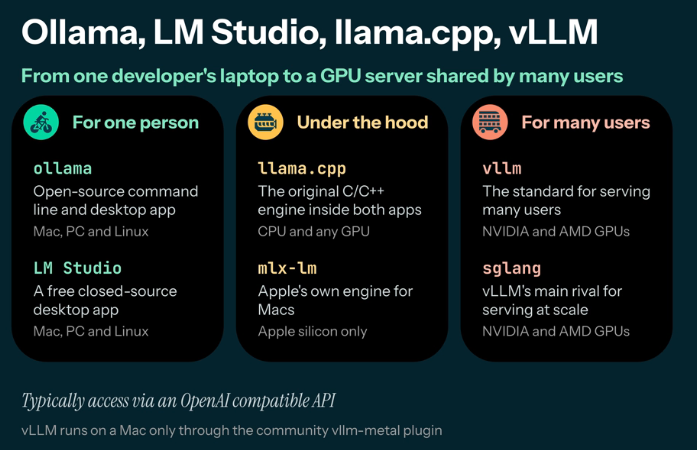 Ollama, LM Studio, llama.cpp, vLLM
From one developer's laptop to a GPU server shared by many users
For one person
ollama
Open-source command
line and desktop app
Mac, PC and Linux
LM Studio
A free closed-source
desktop app
Mac, PC and Linux
Under the hood
llama.cpp
The original C/C++
engine inside both apps
CPU and any GPU
mlx-lm
Apple's own engine for
Macs
Apple silicon only
For many users
vllm
The standard for serving
many users
NVIDIA and AMD GPUs
sglang
vLLM's main rival for
serving at scale
NVIDIA and AMD GPUs
Typically access via an OpenAI compatible API
vLLM runs on a Mac only through the community vllm-metal plugin